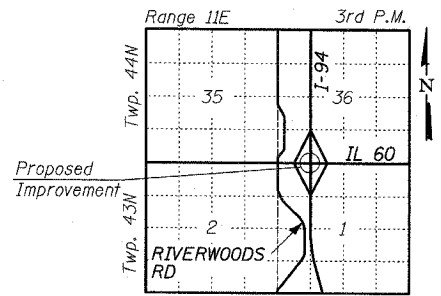 Range 11E 3rd P.M.
Twp. 44N
35
I-94
36
N
IL 60
Proposed
Improvement
Twp. 43N
2
1
RIVERWOODS
RD